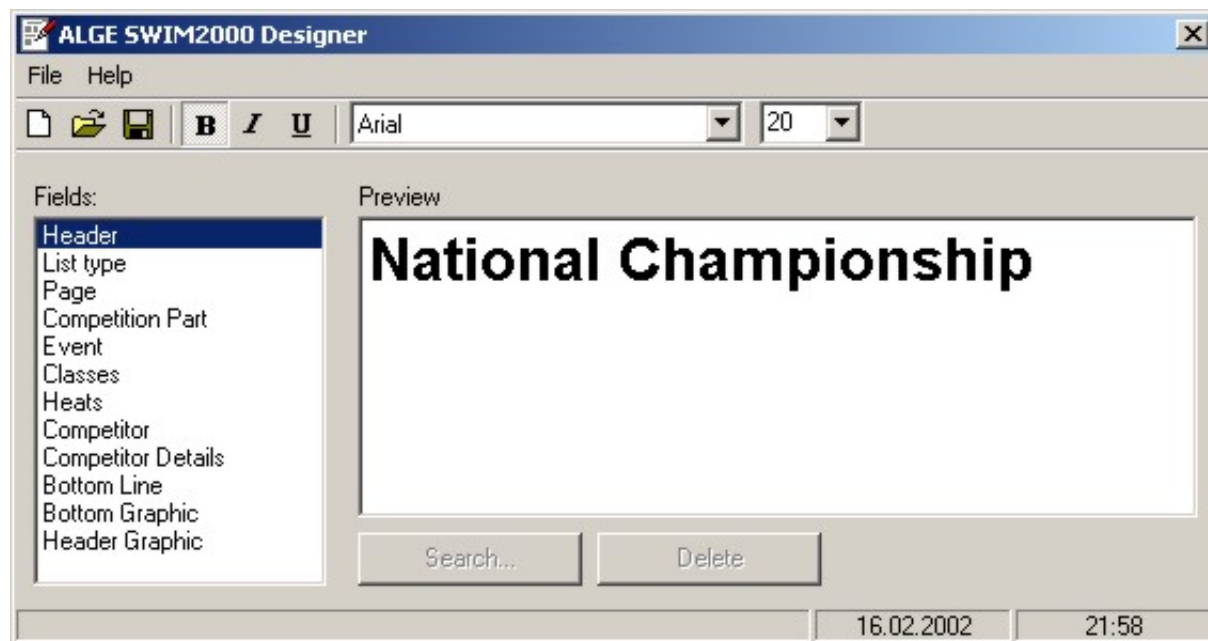 ALGE SWIM2000 Designer
File Help
B I U Arial 20
Fields:
Header
List type
Page
Competition Part
Event
Classes
Heats
Competitor
Competitor Details
Bottom Line
Bottom Graphic
Header Graphic
Preview
National Championship
Search... Delete
16.02.2002 21:58